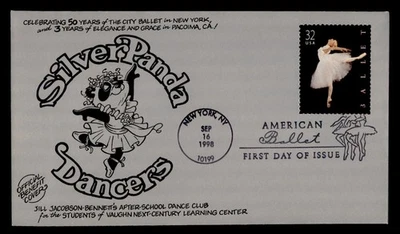 CELEBRATING 50 YEARS OF THE CITY BALLET IN NEW YORK,
and 3 YEARS OF ELEGANCE AND GRACE IN PACOIMA, CA!
Silver Panda
Dancers
OFFICIAL
BENEFIT
COVERS
JILL JACOBSON-BENNETT'S AFTER-SCHOOL DANCE CLUB
for the STUDENTS OF VAUGHN NEXT-CENTURY LEARNING CENTER
NEW YORK, NY
SEP
16
1998
10199
32
USA
BALLET
AMERICAN
Ballet
FIRST DAY OF ISSUE